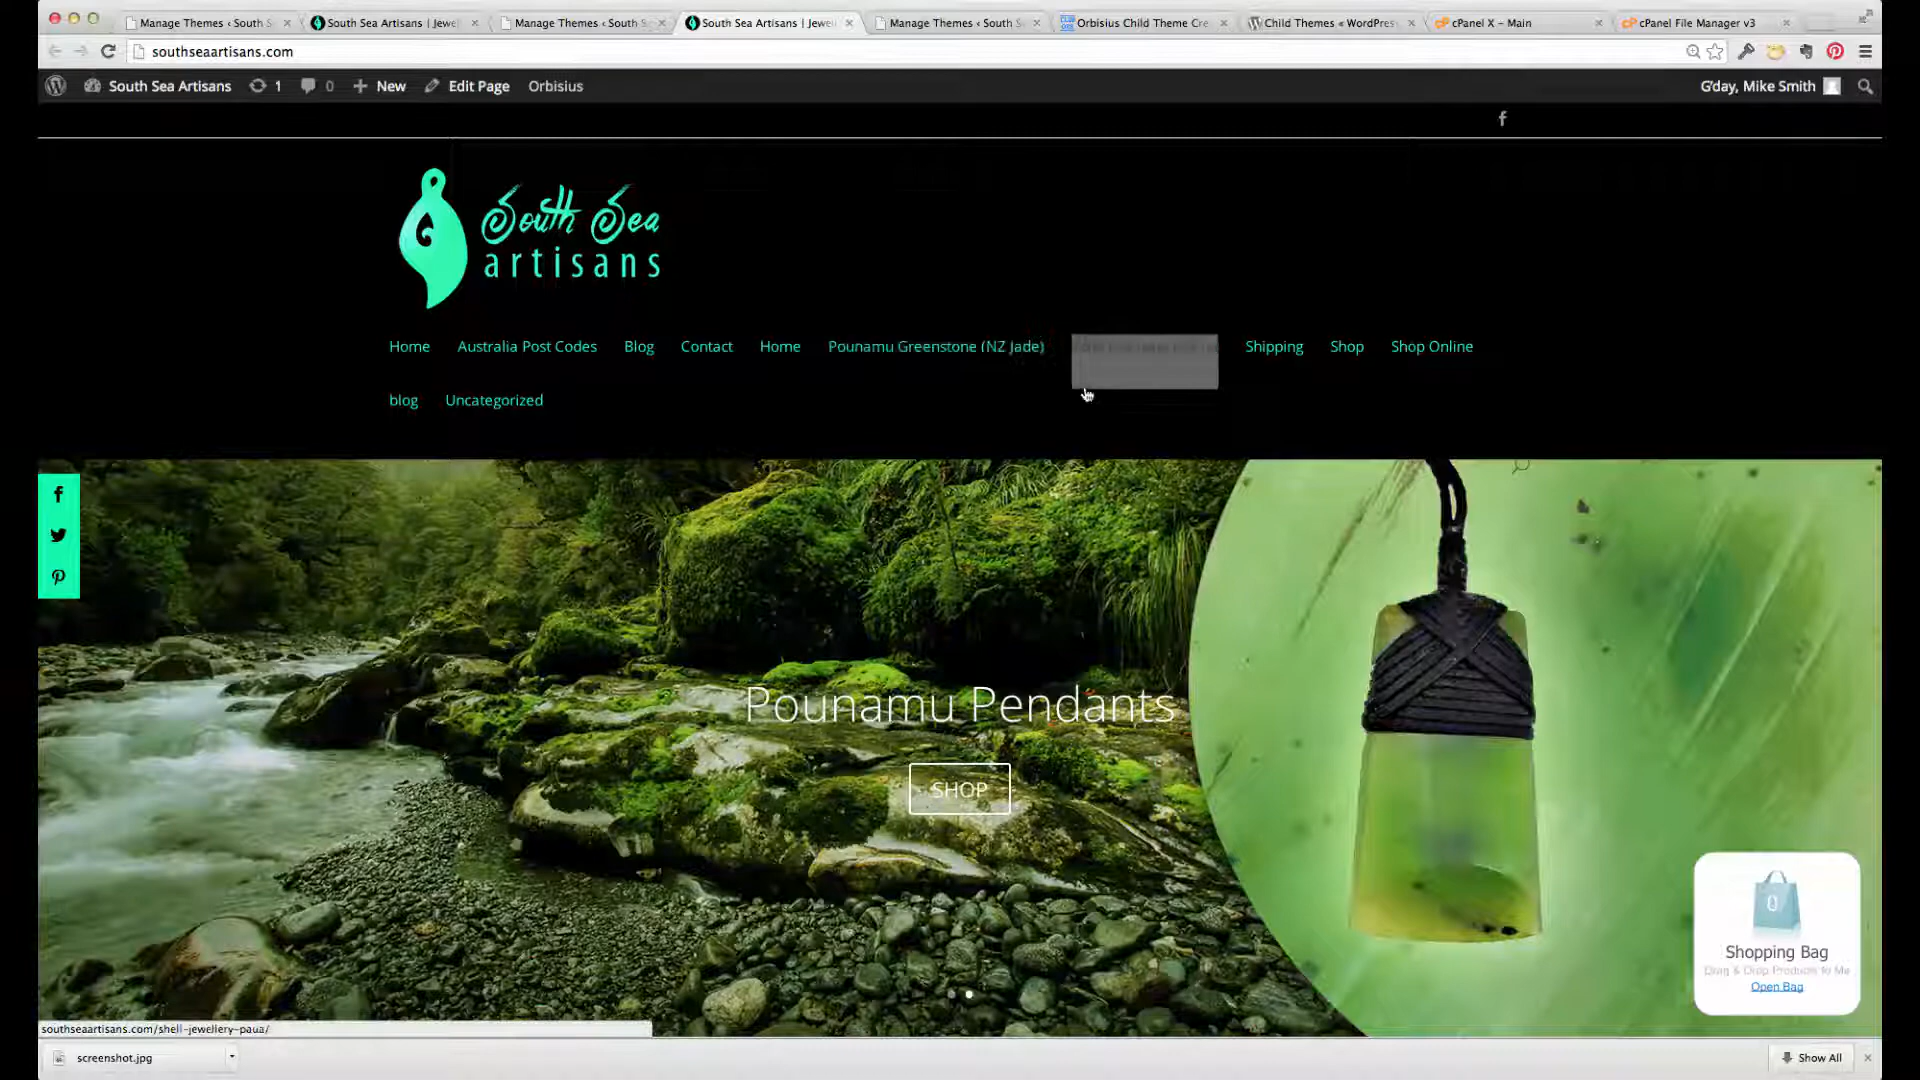 Manage Themes ‹ South S
South Sea Artisans | Jewel
Manage Themes ‹ South S
South Sea Artisans | Jewel
Manage Themes ‹ South S
Orbisius Child Theme Cre
Child Themes « WordPres
cPanel X - Main
cPanel File Manager v3
southseaartisans.com
South Sea Artisans 1 0 New Edit Page Orbisius G'day, Mike Smith
South Sea
artisans
Home Australia Post Codes Blog Contact Home Pounamu Greenstone (NZ Jade) Shipping Shop Shop Online
blog Uncategorized
Pounamu Pendants
SHOP
0
Shopping Bag
Drag & Drop Products to Me
Open Bag
southseaartisans.com/shell-jewellery-paua/
screenshot.jpg
Show All